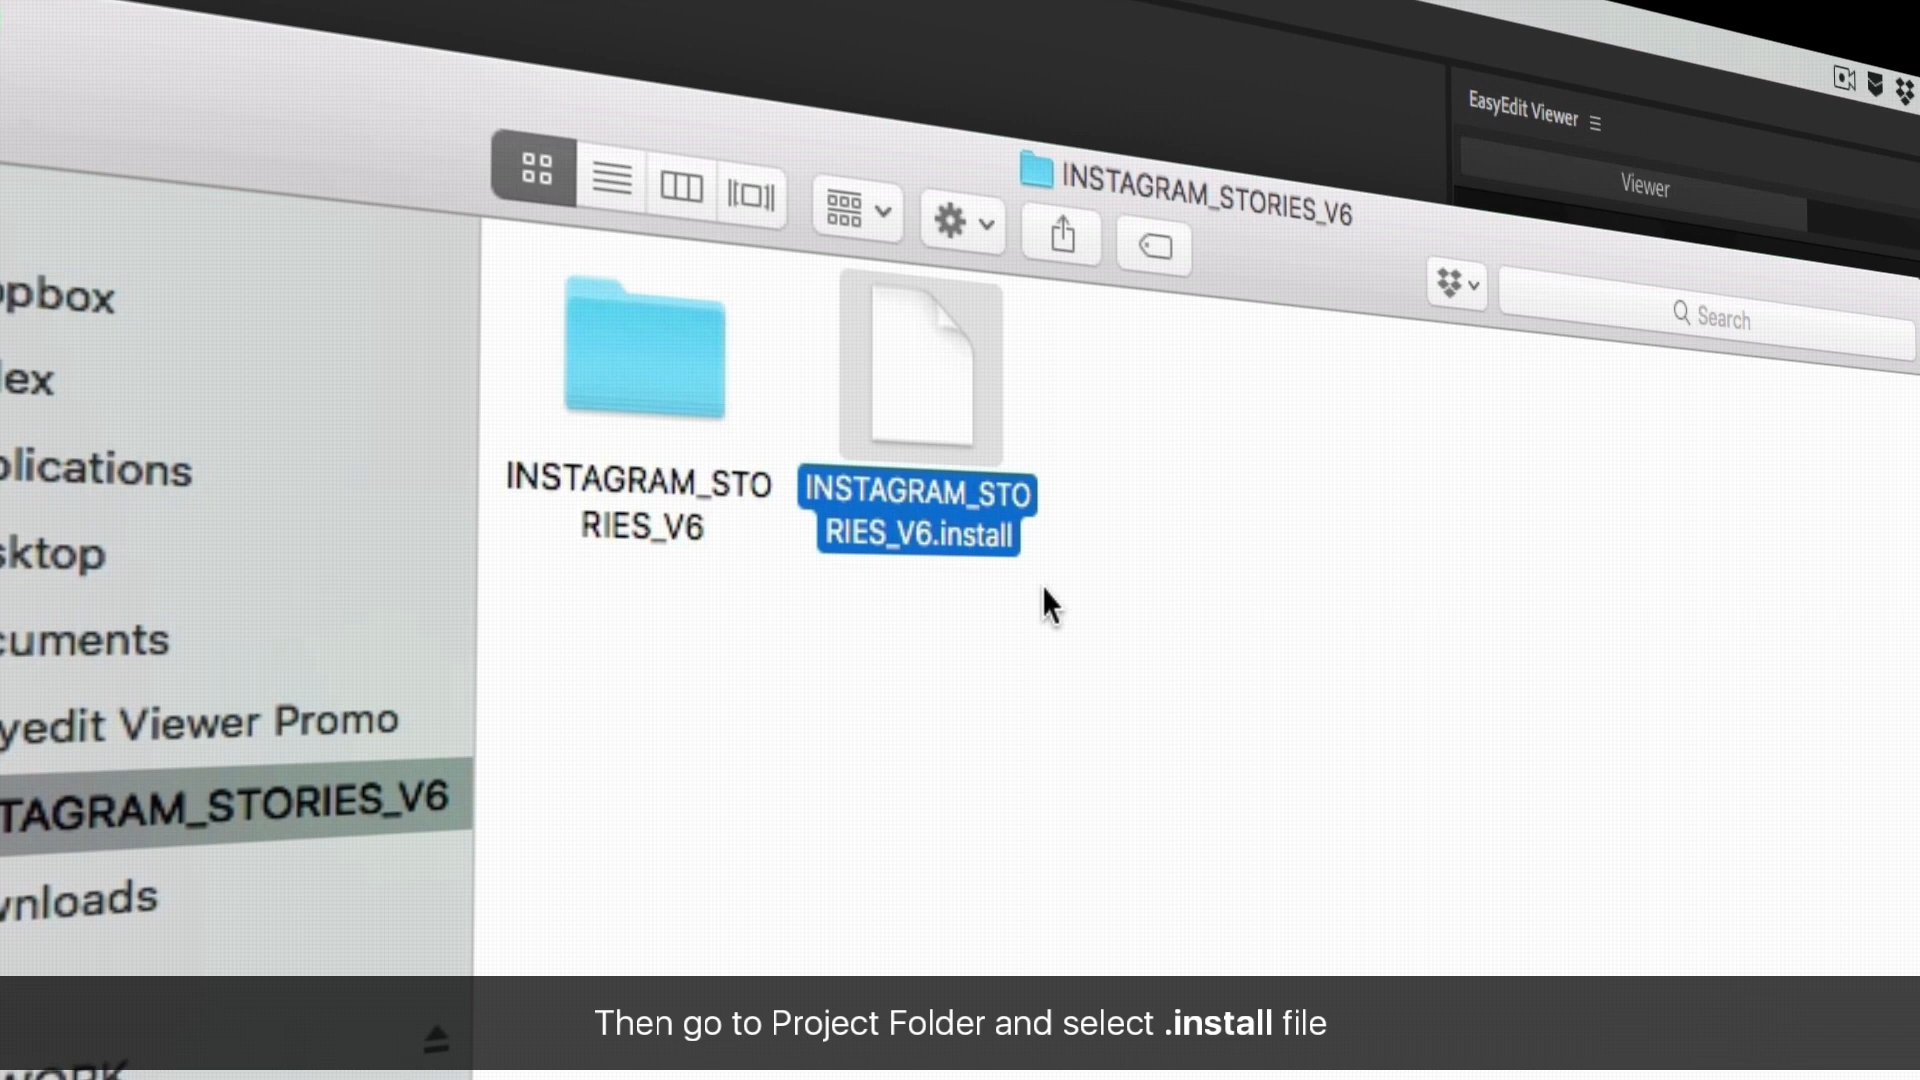 EasyEdit Viewer
Viewer
INSTAGRAM_STORIES_V6
Search
opbox
lex
plications
sktop
cuments
yedit Viewer Promo
TAGRAM_STORIES_V6
wnloads
INSTAGRAM_STO
RIES_V6
INSTAGRAM_STO
RIES_V6.install
Then go to Project Folder and select .install file